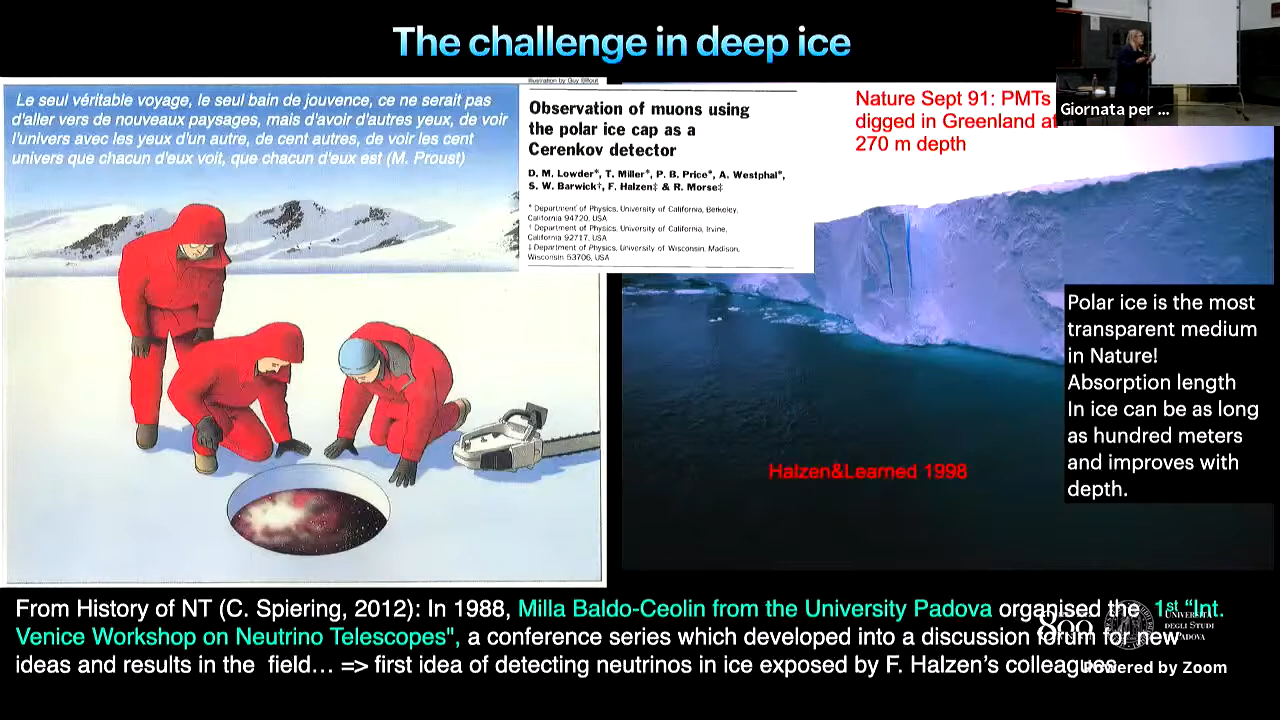 The challenge in deep ice
Giornata per ...
Le seul véritable voyage, le seul bain de jouvence, ce ne serait pas
d'aller vers de nouveaux paysages, mais d'avoir d'autres yeux, de voir
l'univers avec les yeux d'un autre, de cent autres, de voir les cent
univers que chacun d'eux voit, que chacun d'eux est (M. Proust)
Illustration by Guy Billout
Observation of muons using
the polar ice cap as a
Cerenkov detector
D. M. Lowder*, T. Miller*, P. B. Price*, A. Westphal*,
S. W. Barwick†, F. Halzen‡ & R. Morse‡
* Department of Physics, University of California, Berkeley,
California 94720, USA
† Department of Physics, University of California, Irvine,
California 92717, USA
‡ Department of Physics, University of Wisconsin, Madison,
Wisconsin 53706, USA
Nature Sept 91: PMTs
digged in Greenland at
270 m depth
Polar ice is the most
transparent medium
in Nature!
Absorption length
In ice can be as long
as hundred meters
and improves with
depth.
Halzen&Learned 1998
From History of NT (C. Spiering, 2012): In 1988, Milla Baldo-Ceolin from the University Padova organised the 1st “Int.
Venice Workshop on Neutrino Telescopes", a conference series which developed into a discussion forum for new
ideas and results in the field… => first idea of detecting neutrinos in ice exposed by F. Halzen’s colleagues
800
UNIVERSITÀ
DEGLI STUDI
DI PADOVA
Powered by Zoom